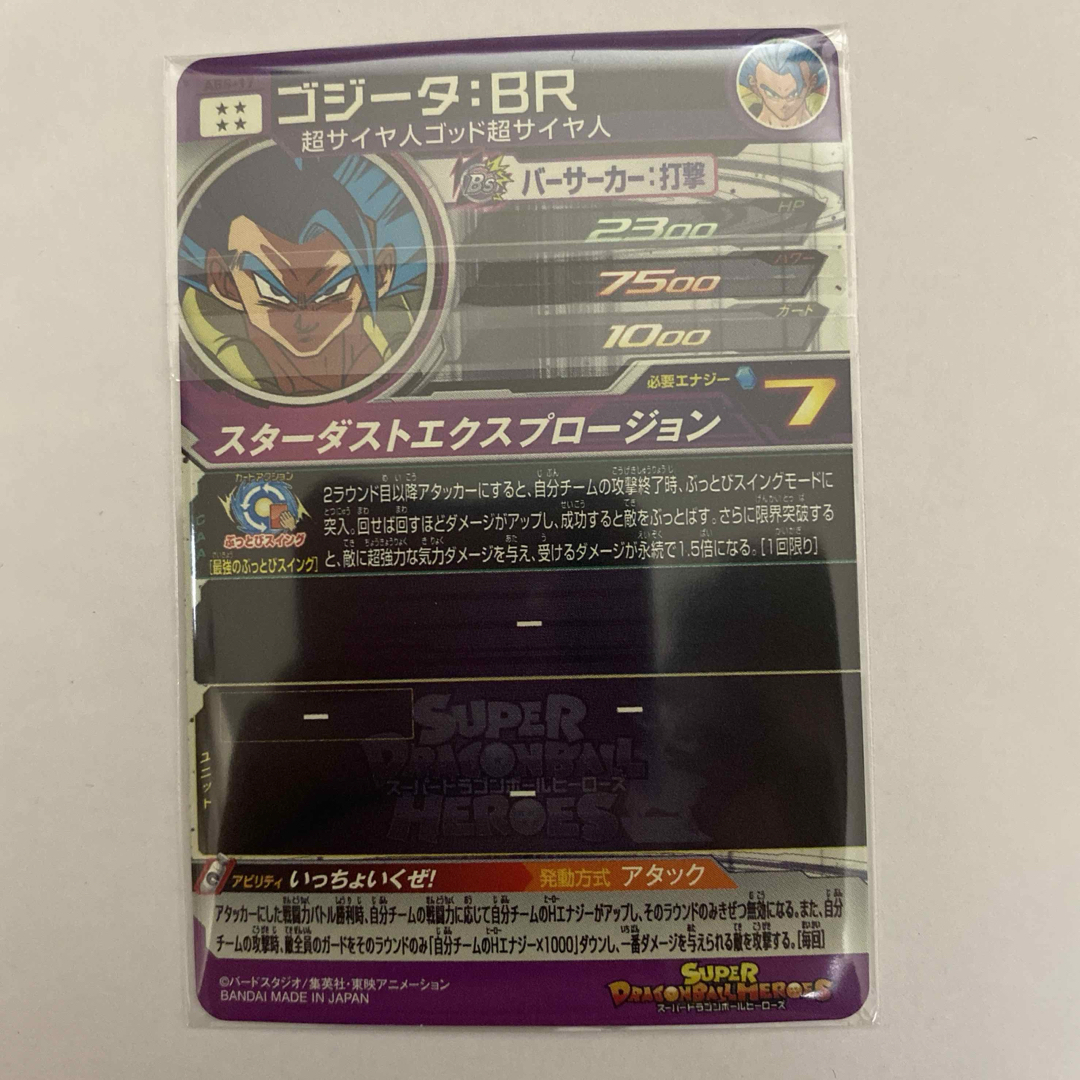 ゴジータ:BR
超サイヤ人ゴッド超サイヤ人
Bs バーサーカー:打撃
HP
2300
パワー
7500
ガード
1000
必要エナジー 7
スターダストエクスプロージョン
カードアクション
ぶっとびスイング
[最強のぶっとびスイング]
2ラウンド目以降アタッカーにすると、自分チームの攻撃終了時、ぶっとびスイングモードに
突入。回せば回すほどダメージがアップし、成功すると敵をぶっとばす。さらに限界突破する
と、敵に超強力な気力ダメージを与え、受けるダメージが永続で1.5倍になる。[1回限り]
CAA
ー
ー ー
ユニット
SUPER
DRAGONBALL
スーパードラゴンボールヒーローズ
HEROES
ー
アビリティ いっちょいくぜ! 発動方式 アタック
アタッカーにした戦闘力バトル勝利時、自分チームの戦闘力に応じて自分チームのHエナジーがアップし、そのラウンドのみきぜつ無効になる。また、自分
チームの攻撃時、敵全員のガードをそのラウンドのみ「自分チームのHエナジー×1000」ダウンし、一番ダメージを与えられる敵を攻撃する。[毎回]
©バードスタジオ/集英社・東映アニメーション
BANDAI MADE IN JAPAN
SUPER
DRAGONBALL HEROES
スーパードラゴンボールヒーローズ